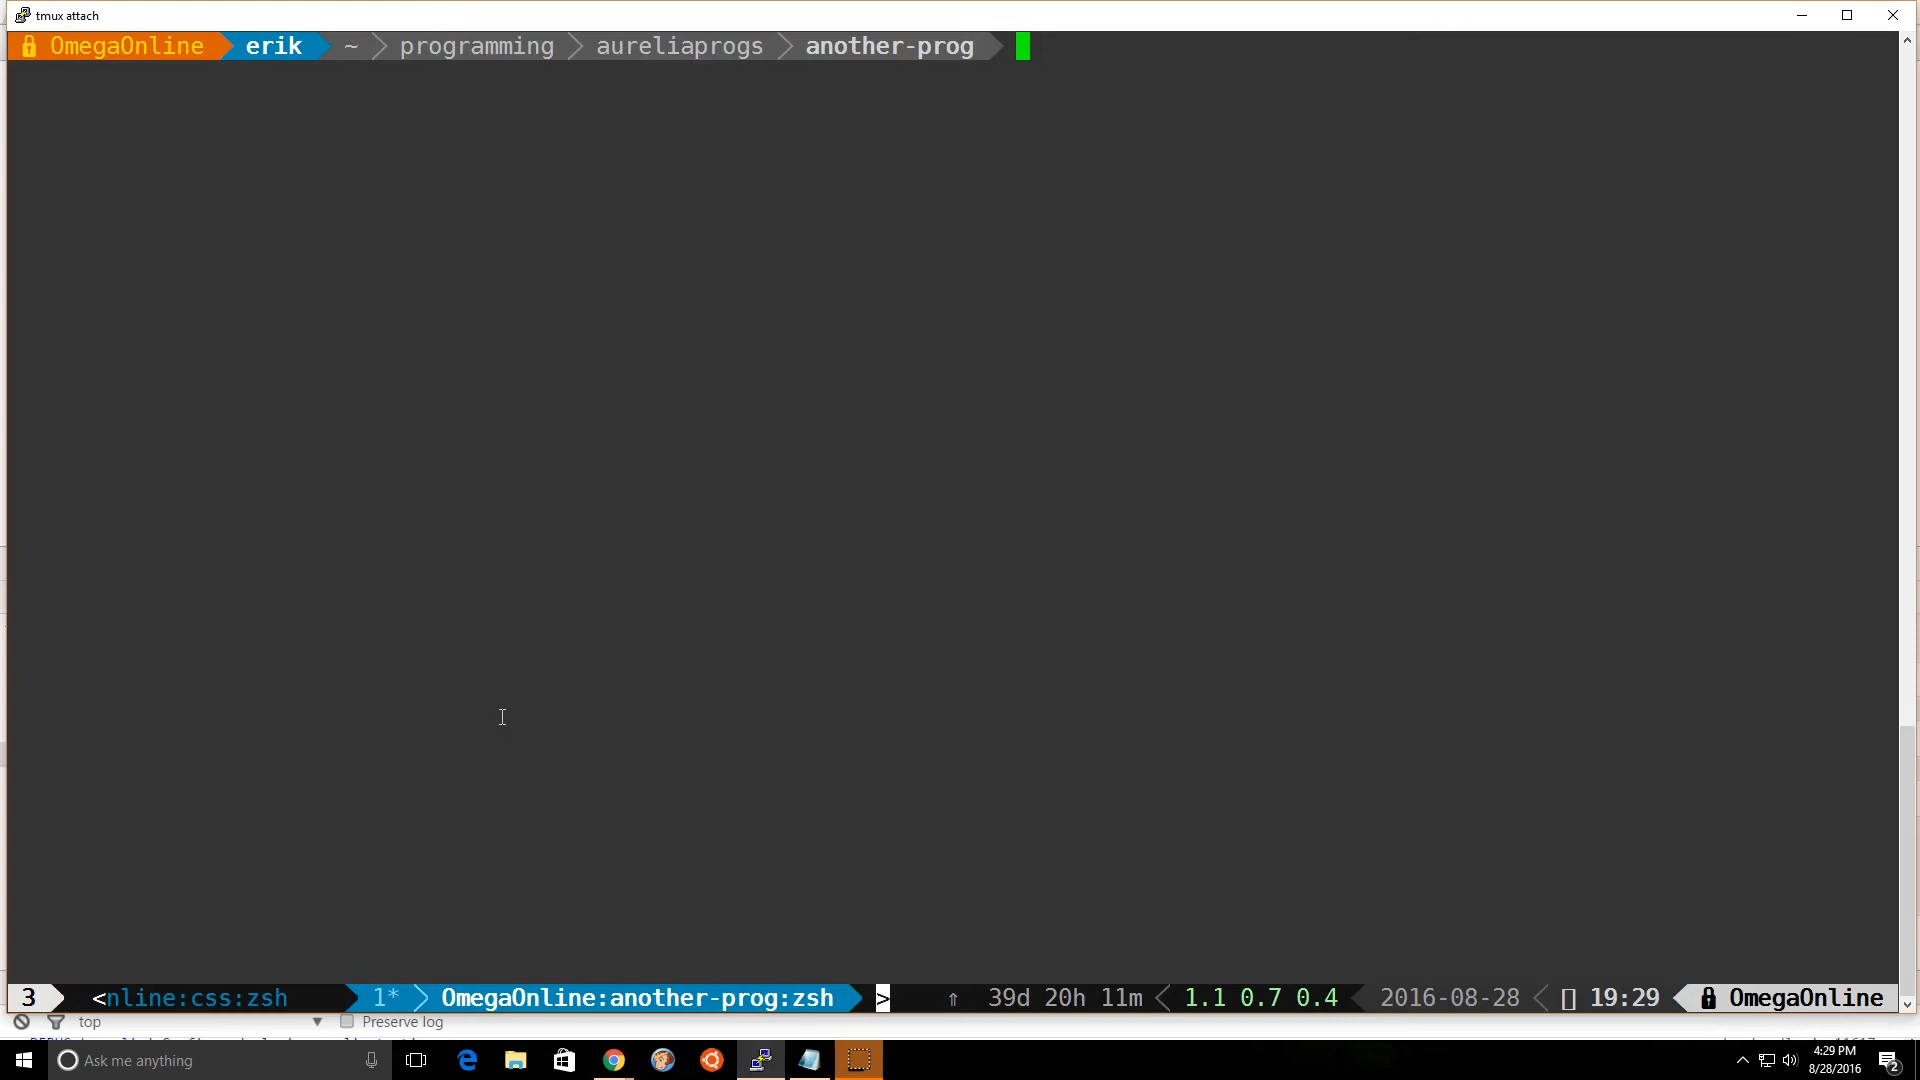 tmux attach
OmegaOnline erik ~ programming aureliaprogs another-prog
3 <nline:css:zsh 1* OmegaOnline:another-prog:zsh > ⇑ 39d 20h 11m 1.1 0.7 0.4 2016-08-28 [] 19:29 OmegaOnline
top Preserve log
Ask me anything
4:29 PM
8/28/2016
2